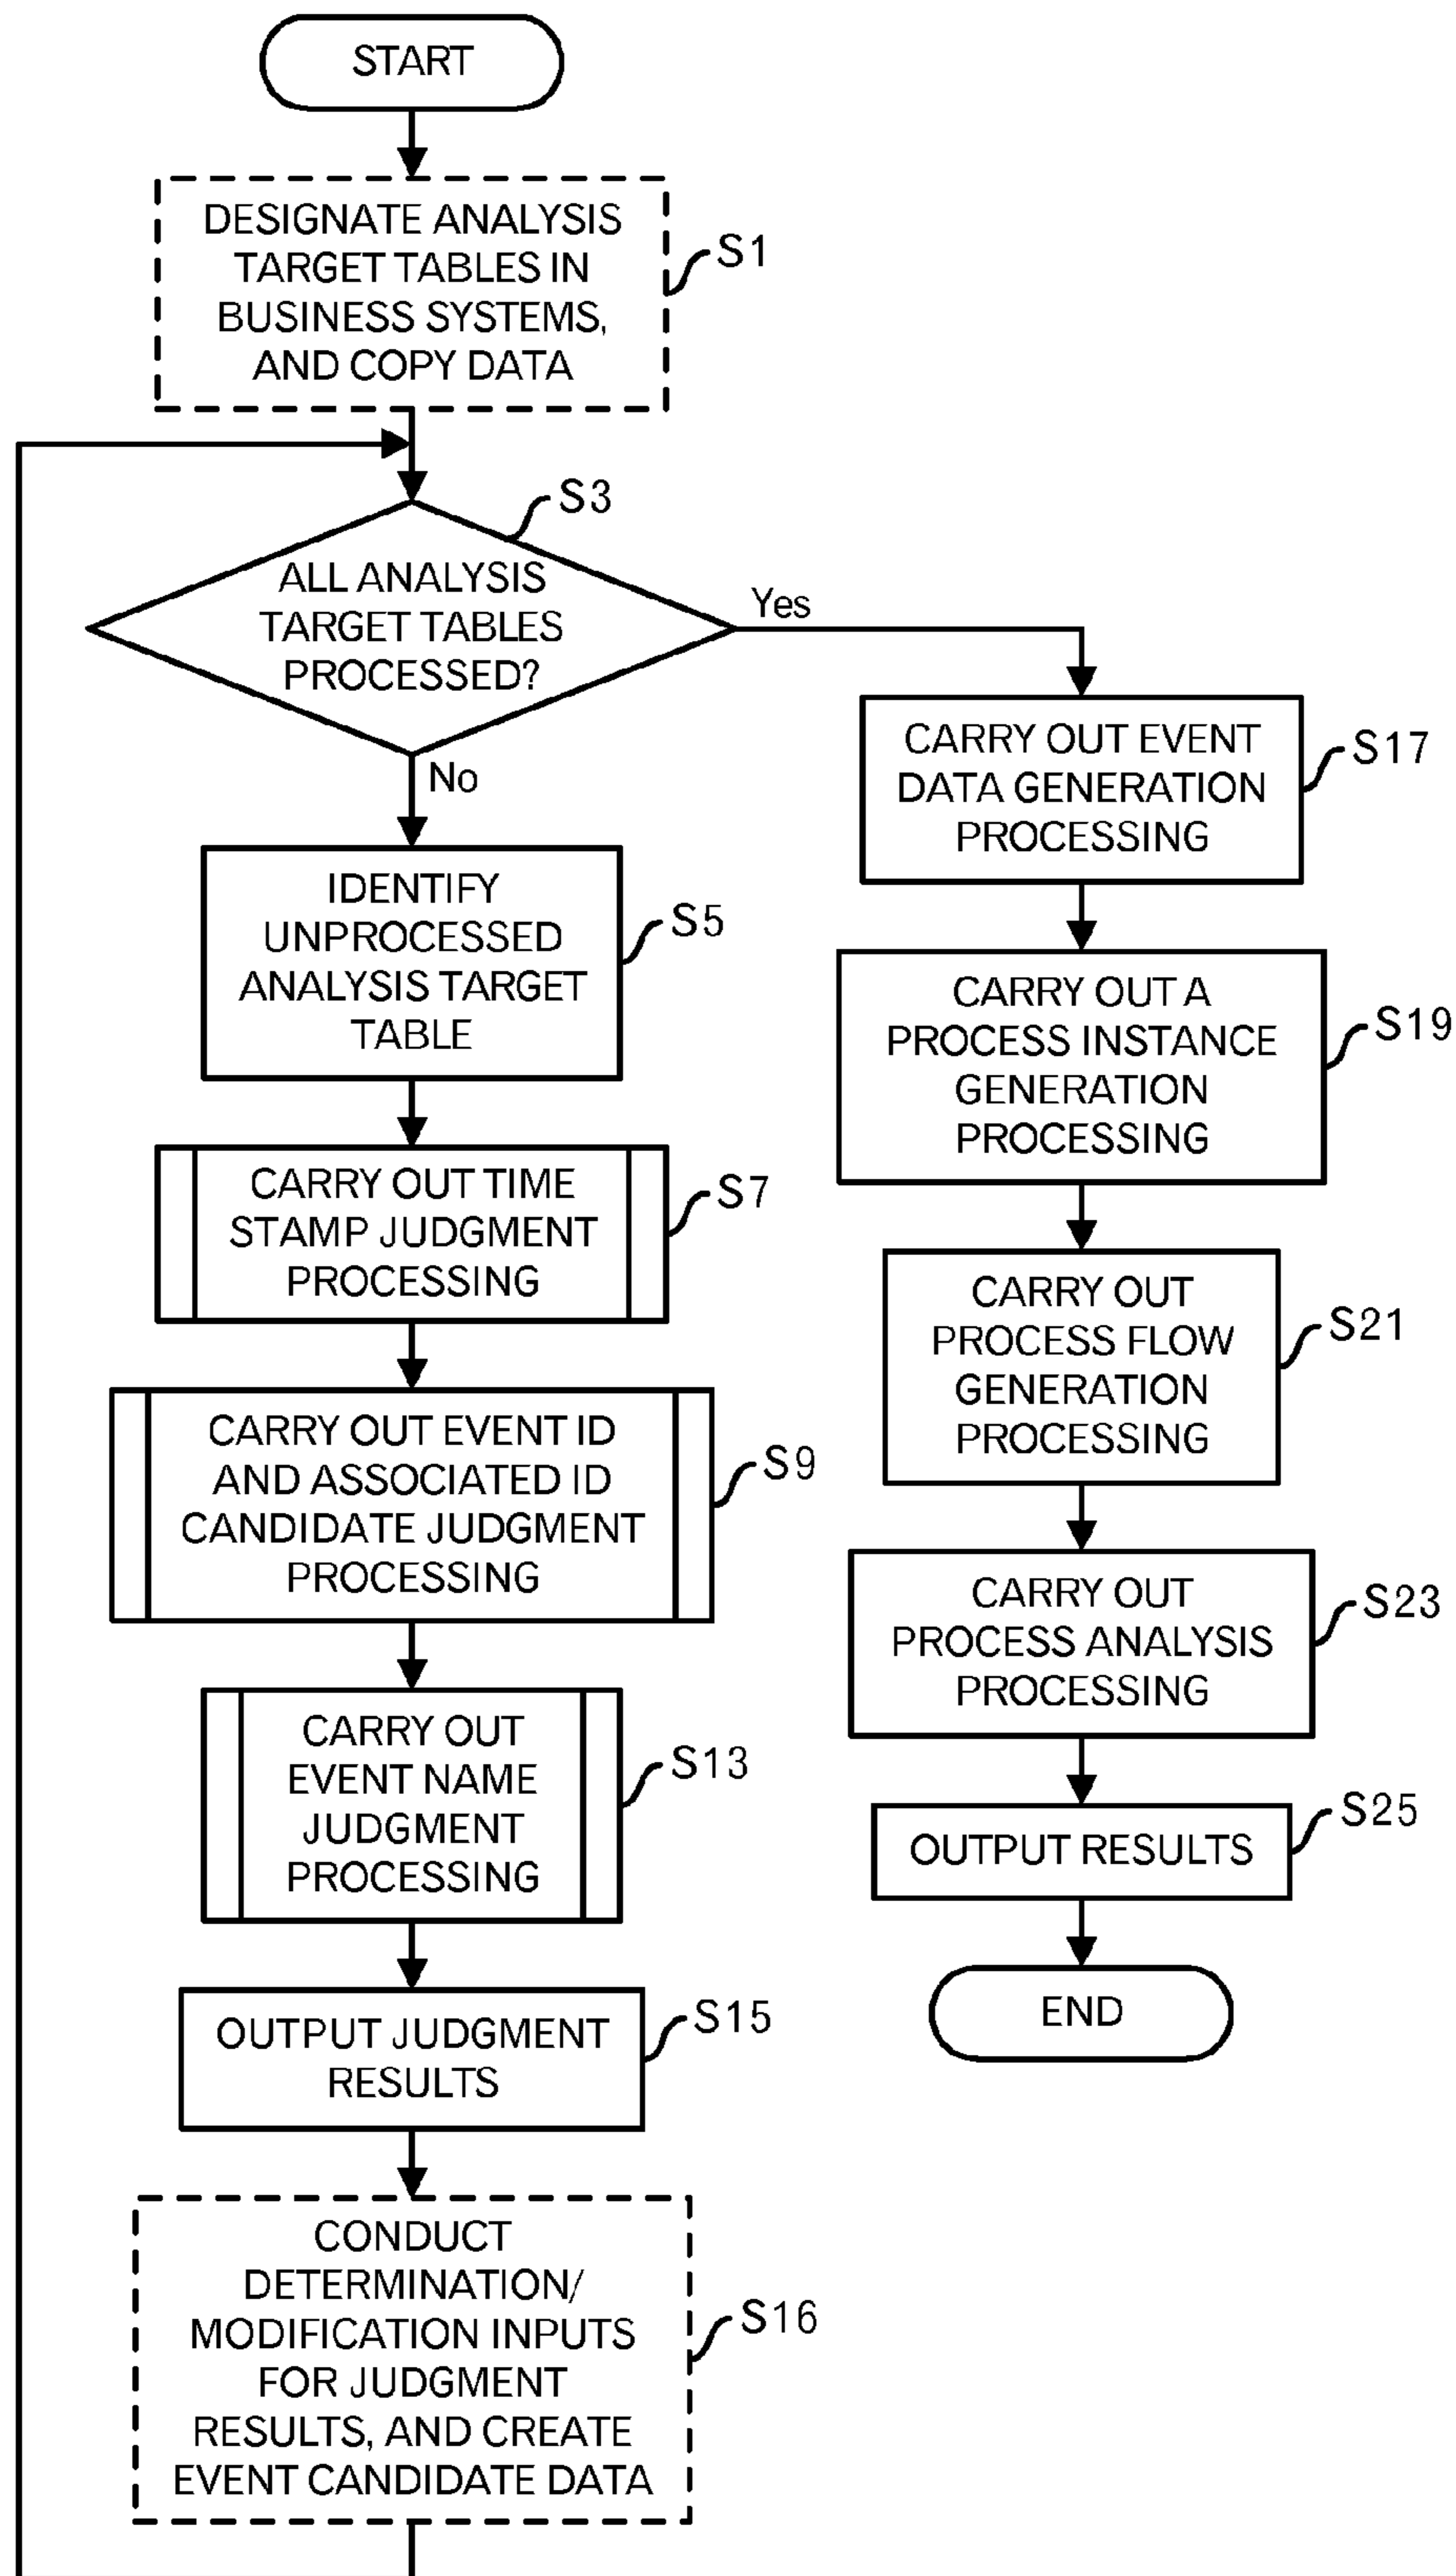 START
DESIGNATE ANALYSIS
TARGET TABLES IN
BUSINESS SYSTEMS,
AND COPY DATA
S1
S3
ALL ANALYSIS
TARGET TABLES
PROCESSED?
Yes
No
IDENTIFY
UNPROCESSED
ANALYSIS TARGET
TABLE
S5
CARRY OUT TIME
STAMP JUDGMENT
PROCESSING
S7
CARRY OUT EVENT ID
AND ASSOCIATED ID
CANDIDATE JUDGMENT
PROCESSING
S9
CARRY OUT
EVENT NAME
JUDGMENT
PROCESSING
S13
OUTPUT JUDGMENT
RESULTS
S15
CONDUCT
DETERMINATION/
MODIFICATION INPUTS
FOR JUDGMENT
RESULTS, AND CREATE
EVENT CANDIDATE DATA
S16
CARRY OUT EVENT
DATA GENERATION
PROCESSING
S17
CARRY OUT A
PROCESS INSTANCE
GENERATION
PROCESSING
S19
CARRY OUT
PROCESS FLOW
GENERATION
PROCESSING
S21
CARRY OUT
PROCESS ANALYSIS
PROCESSING
S23
OUTPUT RESULTS
S25
END